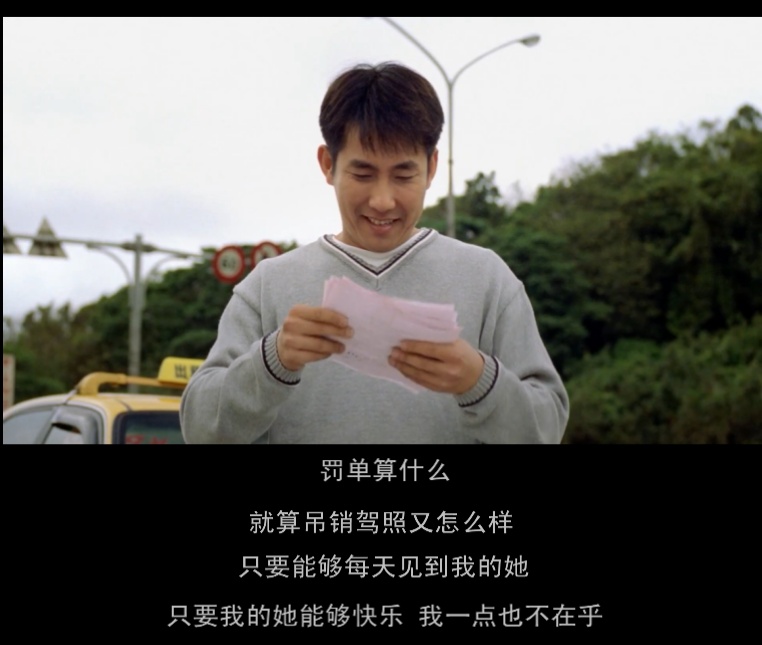 出租
罚单算什么
就算吊销驾照又怎么样
只要能够每天见到我的她
只要我的她能够快乐 我一点也不在乎